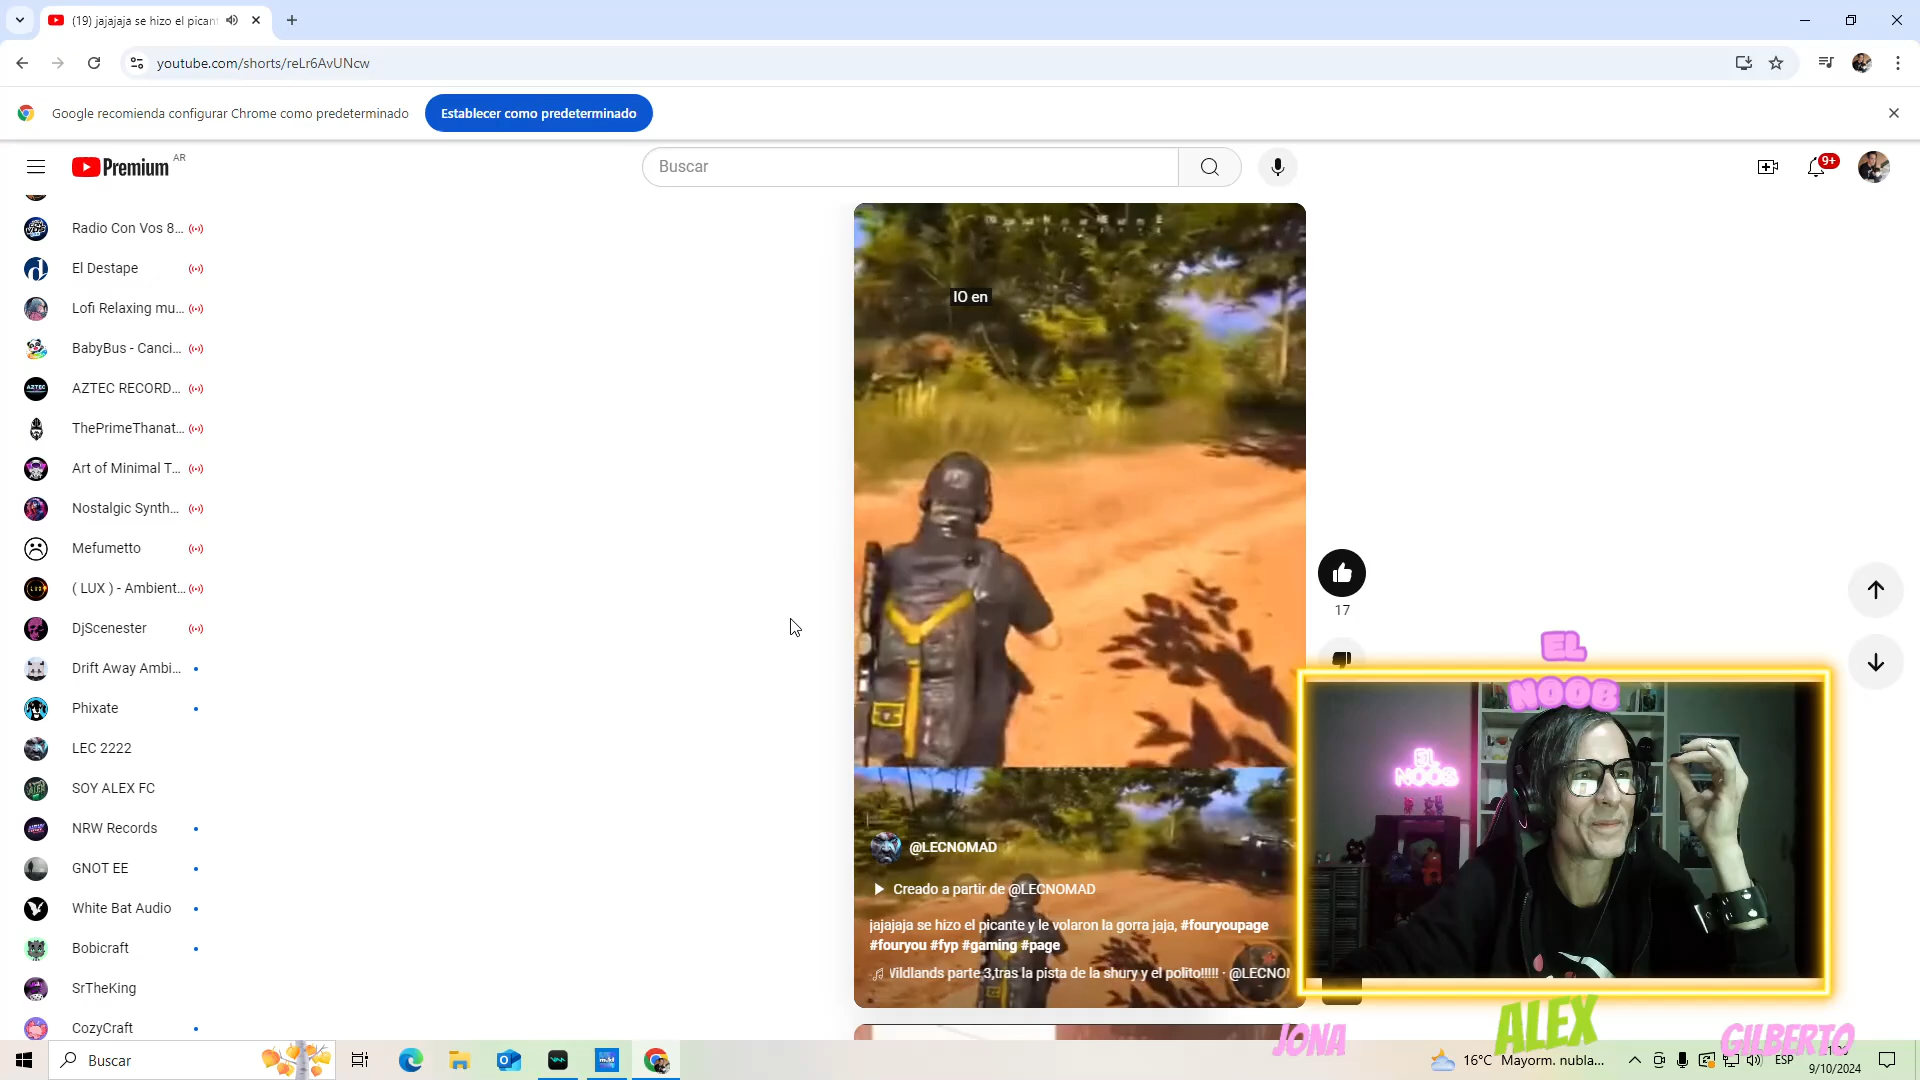 (19) jajajaja se hizo el pican
youtube.com/shorts/reLr6AvUNcw
Google recomienda configurar Chrome como predeterminado
Establecer como predeterminado
Premium
AR
Buscar
9+
Radio Con Vos 8...
El Destape
Lofi Relaxing mu...
BabyBus - Canci...
AZTEC RECORD...
ThePrimeThanat...
Art of Minimal T...
Nostalgic Synth...
Mefumetto
( LUX ) - Ambient...
DjScenester
Drift Away Ambi...
Phixate
LEC 2222
SOY ALEX FC
NRW Records
GNOT EE
White Bat Audio
Bobicraft
SrTheKing
CozyCraft
IO en
17
@LECNOMAD
Creado a partir de @LECNOMAD
jajajaja se hizo el picante y le volaron la gorra jaja, #fouryoupage
#fouryou #fyp #gaming #page
Vildlands parte 3,tras la pista de la shury y el polito!!!!! · @LECNO
EL
NOOB
EL
NOOB
JONA
ALEX
GILBERTO
Buscar
16°C Mayorm. nubla...
ESP
9/10/2024